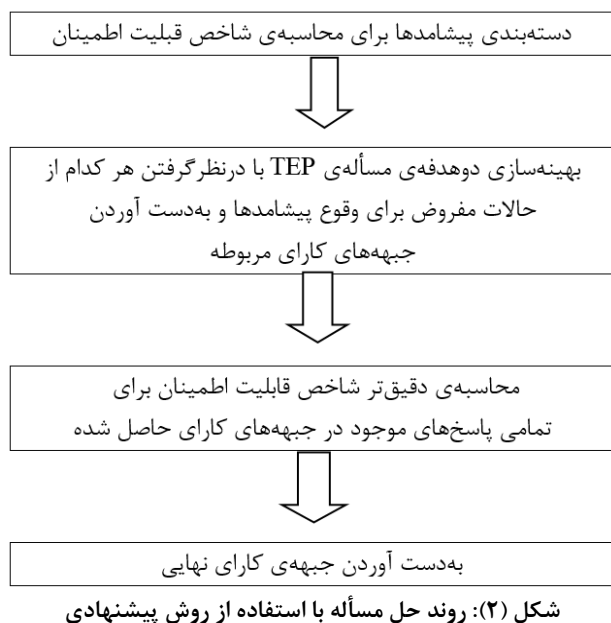 دسته‌بندی پیشامدها برای محاسبه‌ی شاخص قبلیت اطمینان
بهینه‌سازی دوهدفه‌ی مسأله‌ی TEP با درنظرگرفتن هر کدام از
حالات مفروض برای وقوع پیشامدها و به‌دست آوردن
جبهه‌های کارای مربوطه
محاسبه‌ی دقیق‌تر شاخص قابلیت اطمینان برای
تمامی پاسخ‌های موجود در جبهه‌های کارای حاصل شده
به‌دست آوردن جبهه‌ی کارای نهایی
شکل (۲): روند حل مسأله با استفاده از روش پیشنهادی